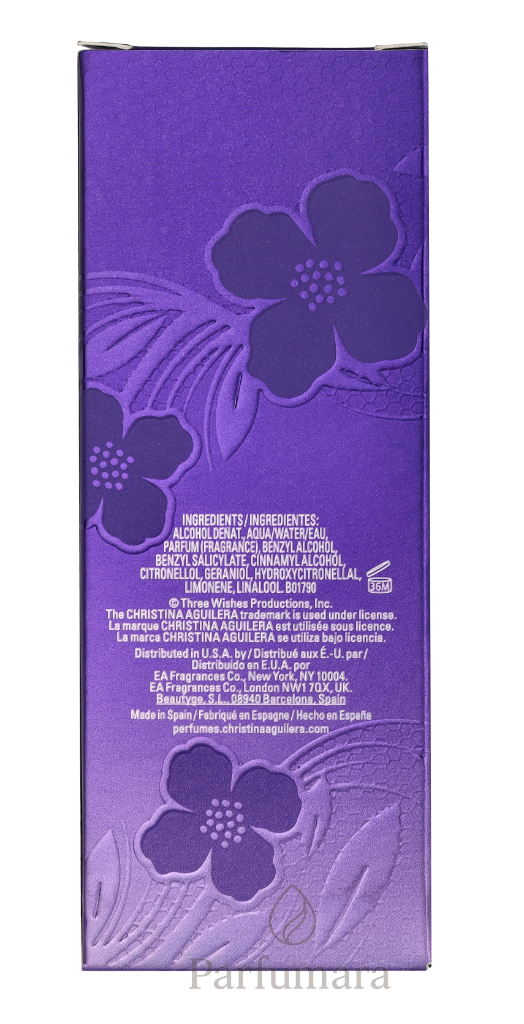 INGREDIENTS/INGREDIENTES:
ALCOHOL DENAT., AQUA/WATER/EAU,
PARFUM (FRAGRANCE), BENZYL ALCOHOL,
BENZYL SALICYLATE, CINNAMYL ALCOHOL,
CITRONELLOL, GERANIOL, HYDROXYCITRONELLAL,
LIMONENE, LINALOOL. B01790
36M
© Three Wishes Productions, Inc.
The CHRISTINA AGUILERA trademark is used under license.
La marque CHRISTINA AGUILERA est utilisée sous licence.
La marca CHRISTINA AGUILERA se utiliza bajo licencia.
Distributed in U.S.A. by / Distribué aux É.-U. par /
Distribuido en E.U.A. por
EA Fragrances Co., New York, NY 10004.
EA Fragrances Co., London NW1 7QX, UK.
Beautyge, S.L., 08940 Barcelona, Spain
Made in Spain / Fabriqué en Espagne / Hecho en España
perfumes.christinaaguilera.com
Parfumara